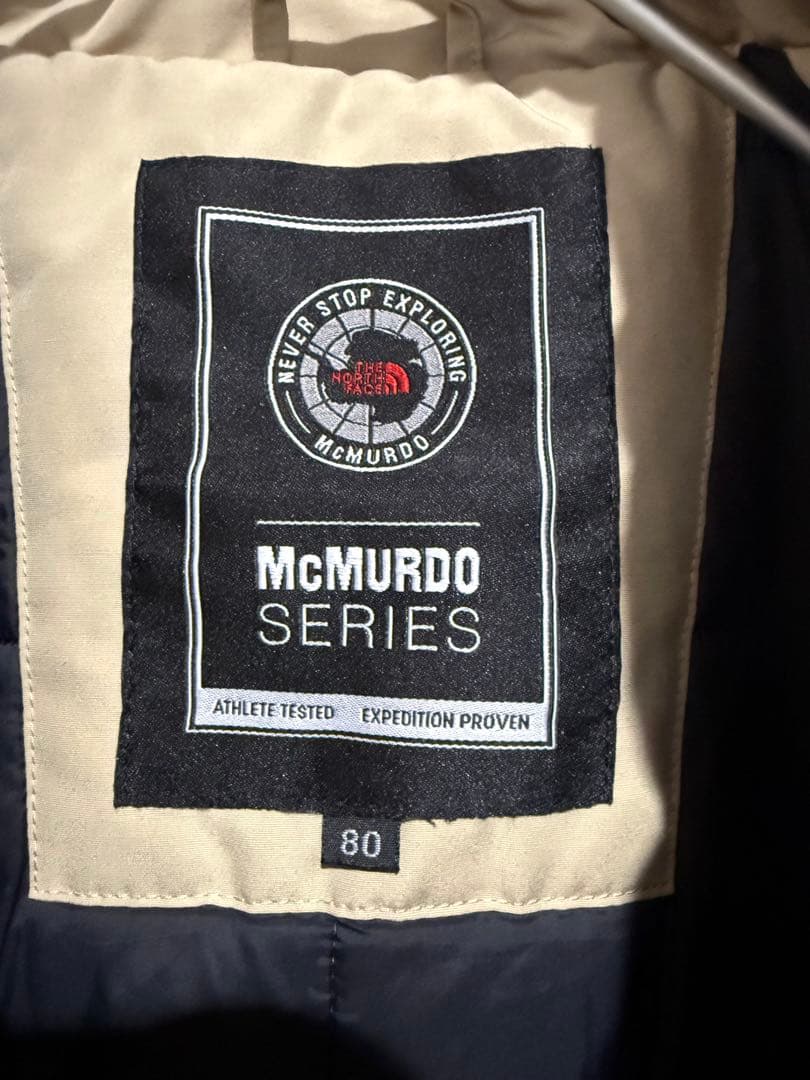 NEVER STOP EXPLORING
THE
NORTH
FACE
McMURDO
McMURDO
SERIES
ATHLETE TESTED EXPEDITION PROVEN
80